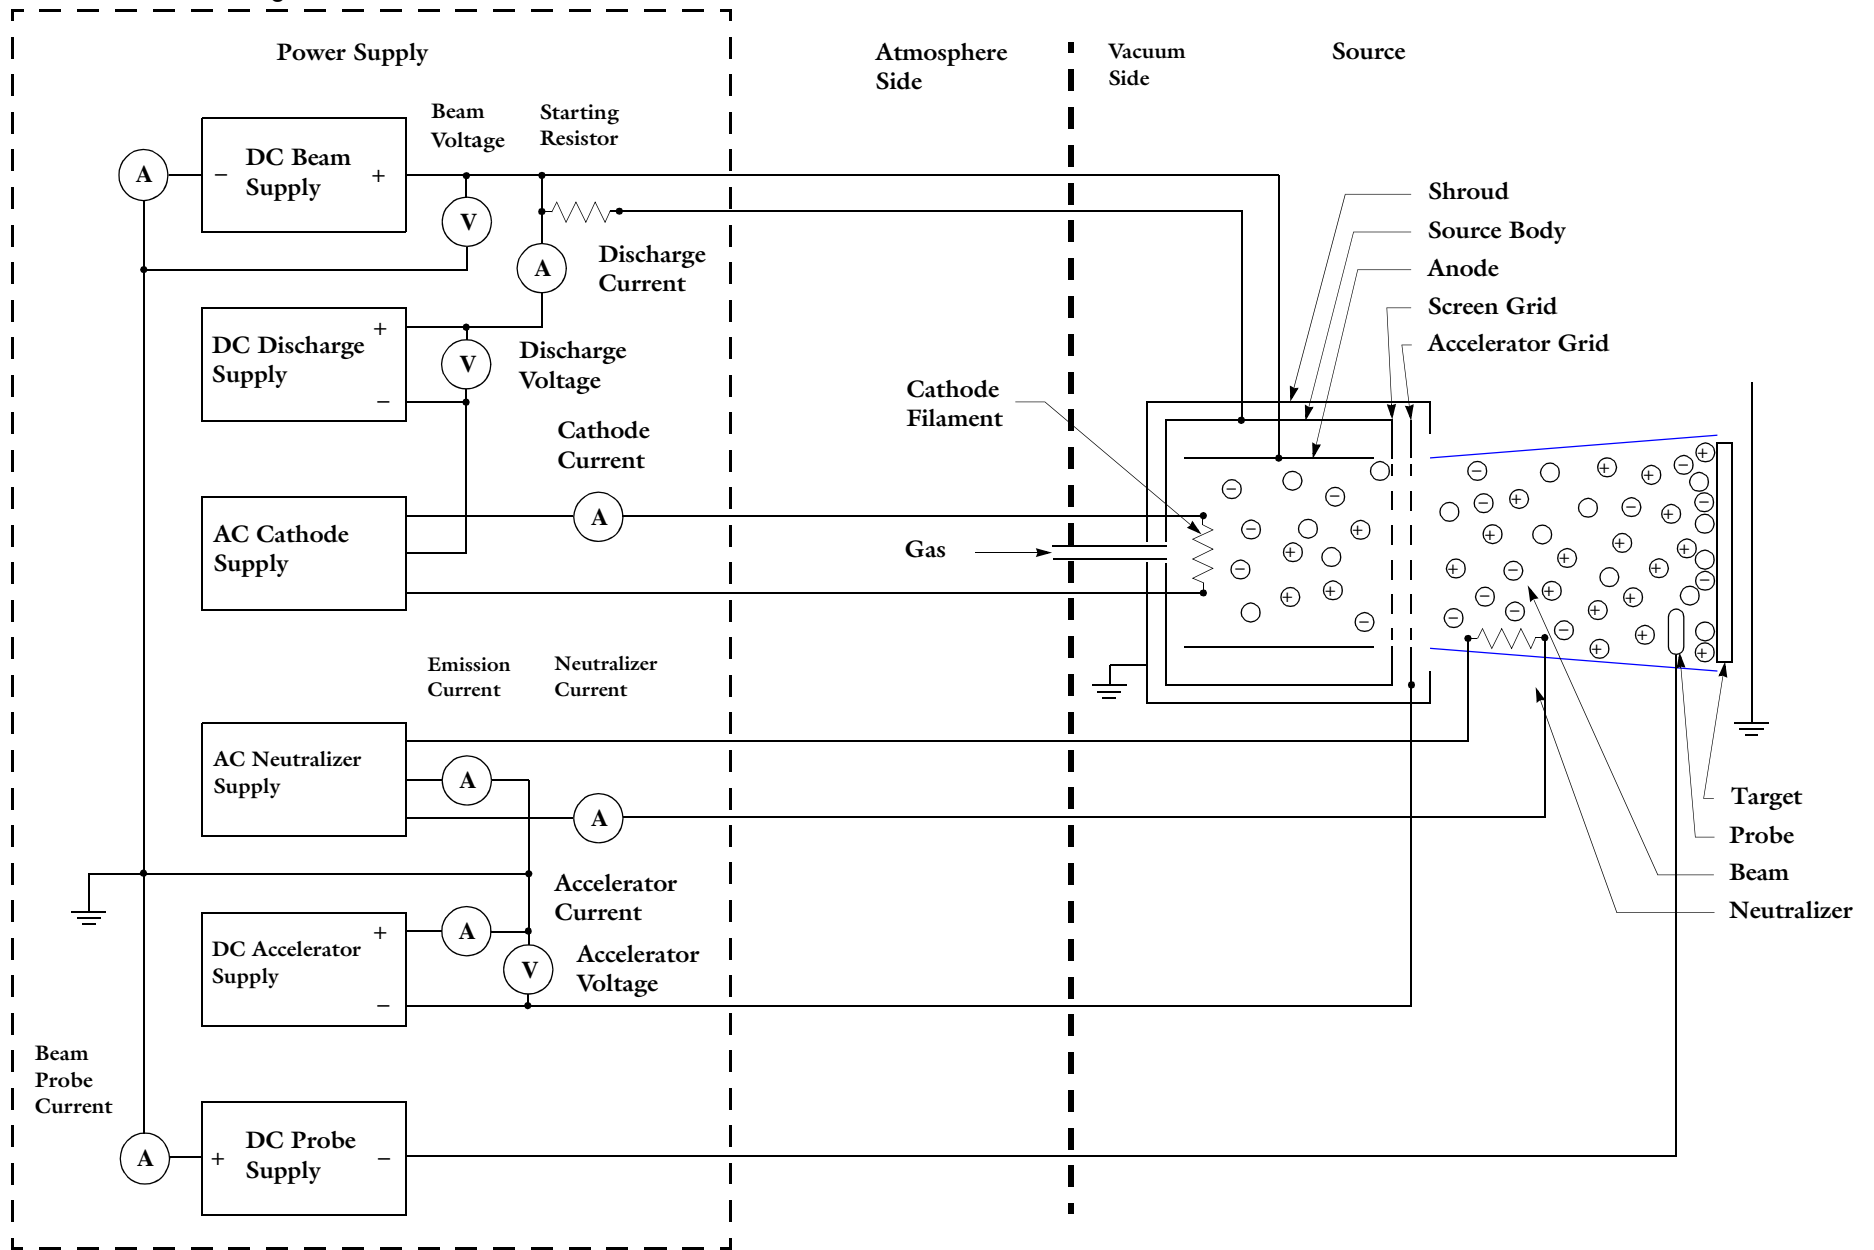 Power Supply
Atmosphere
Side
Vacuum
Side
Source
Beam
Voltage
Starting
Resistor
A
− DC Beam
Supply +
V
Shroud
Source Body
Anode
Screen Grid
Accelerator Grid
Discharge
Current
A
DC Discharge
Supply
+
−
V
Discharge
Voltage
Cathode
Filament
Cathode
Current
AC Cathode
Supply
A
Gas
Emission
Current
Neutralizer
Current
AC Neutralizer
Supply
A
A
Target
Probe
Beam
Neutralizer
Accelerator
Current
DC Accelerator
Supply
+
−
A
V
Accelerator
Voltage
Beam
Probe
Current
A
+ DC Probe
Supply −